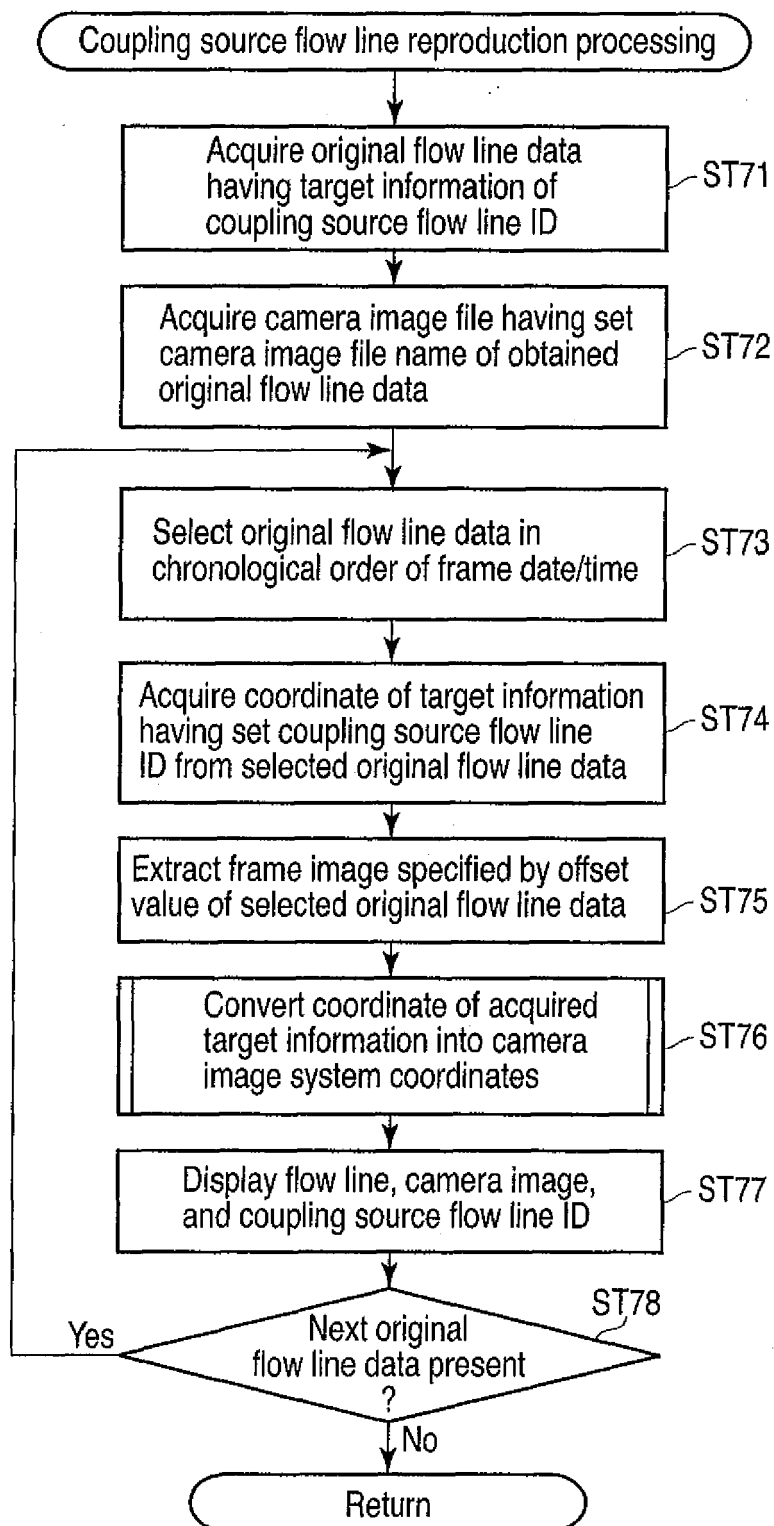 Coupling source flow line reproduction processing
Acquire original flow line data
having target information of
coupling source flow line ID
ST71
Acquire camera image file having set
camera image file name of obtained
original flow line data
ST72
Select original flow line data in
chronological order of frame date/time
ST73
Acquire coordinate of target information
having set coupling source flow line
ID from selected original flow line data
ST74
Extract frame image specified by offset
value of selected original flow line data
ST75
Convert coordinate of acquired
target information into camera
image system coordinates
ST76
Display flow line, camera image,
and coupling source flow line ID
ST77
ST78
Yes
Next original
flow line data present
?
No
Return